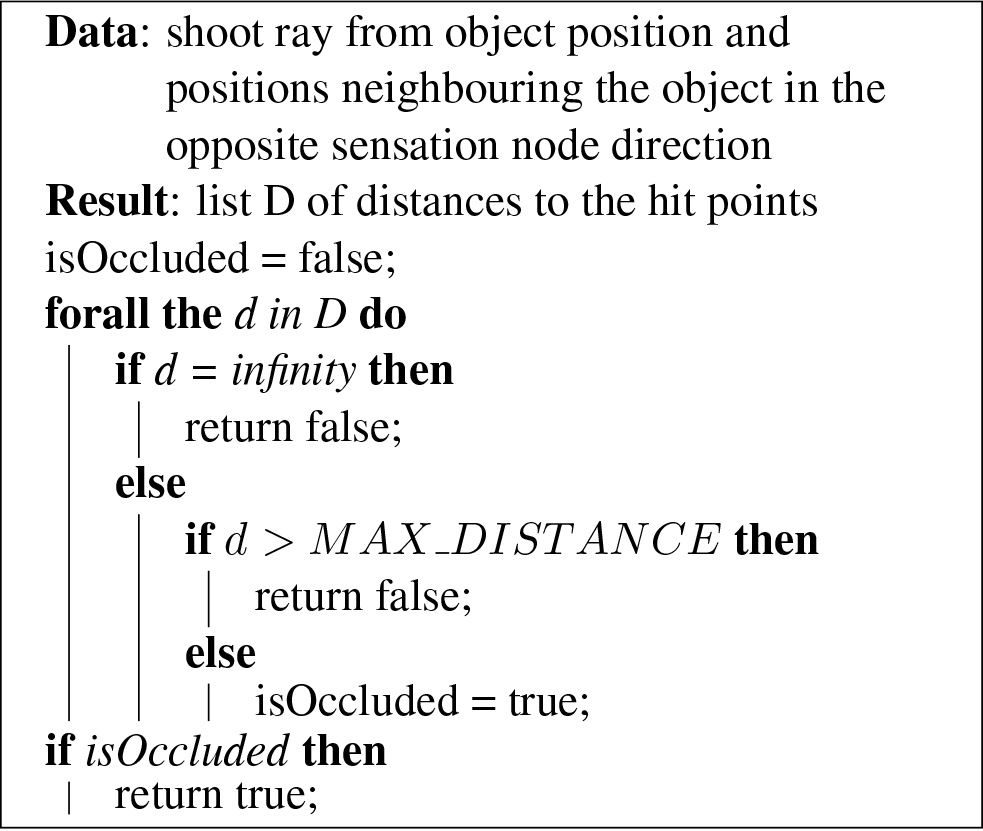 Data: shoot ray from object position and
positions neighbouring the object in the
opposite sensation node direction
Result: list D of distances to the hit points
isOccluded = false;
forall the d in D do
if d = infinity then
return false;
else
if d > MAX_DISTANCE then
return false;
else
isOccluded = true;
if isOccluded then
return true;